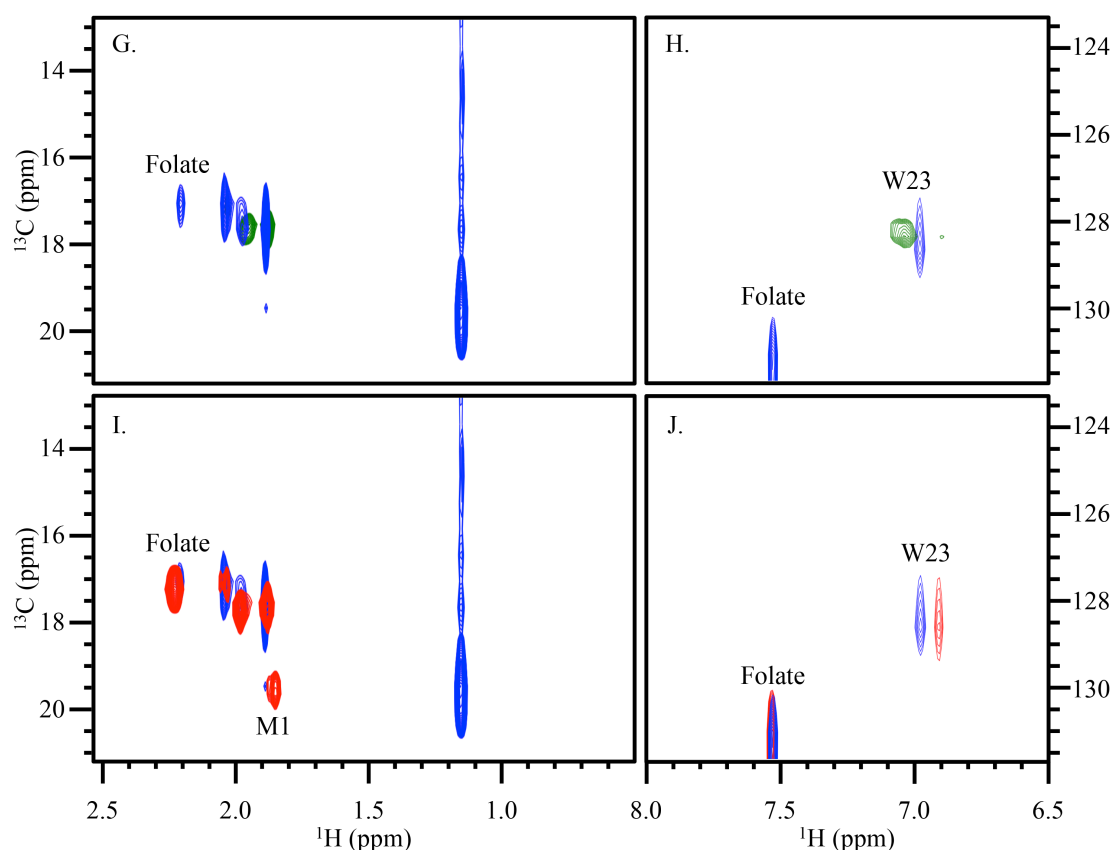 G.
Folate
14
16
18
20
¹³C (ppm)
H.
W23
Folate
124
126
128
130
I.
Folate
M1
14
16
18
20
¹³C (ppm)
J.
W23
Folate
124
126
128
130
2.5 2.0 1.5 1.0
¹H (ppm)
8.0 7.5 7.0 6.5
¹H (ppm)